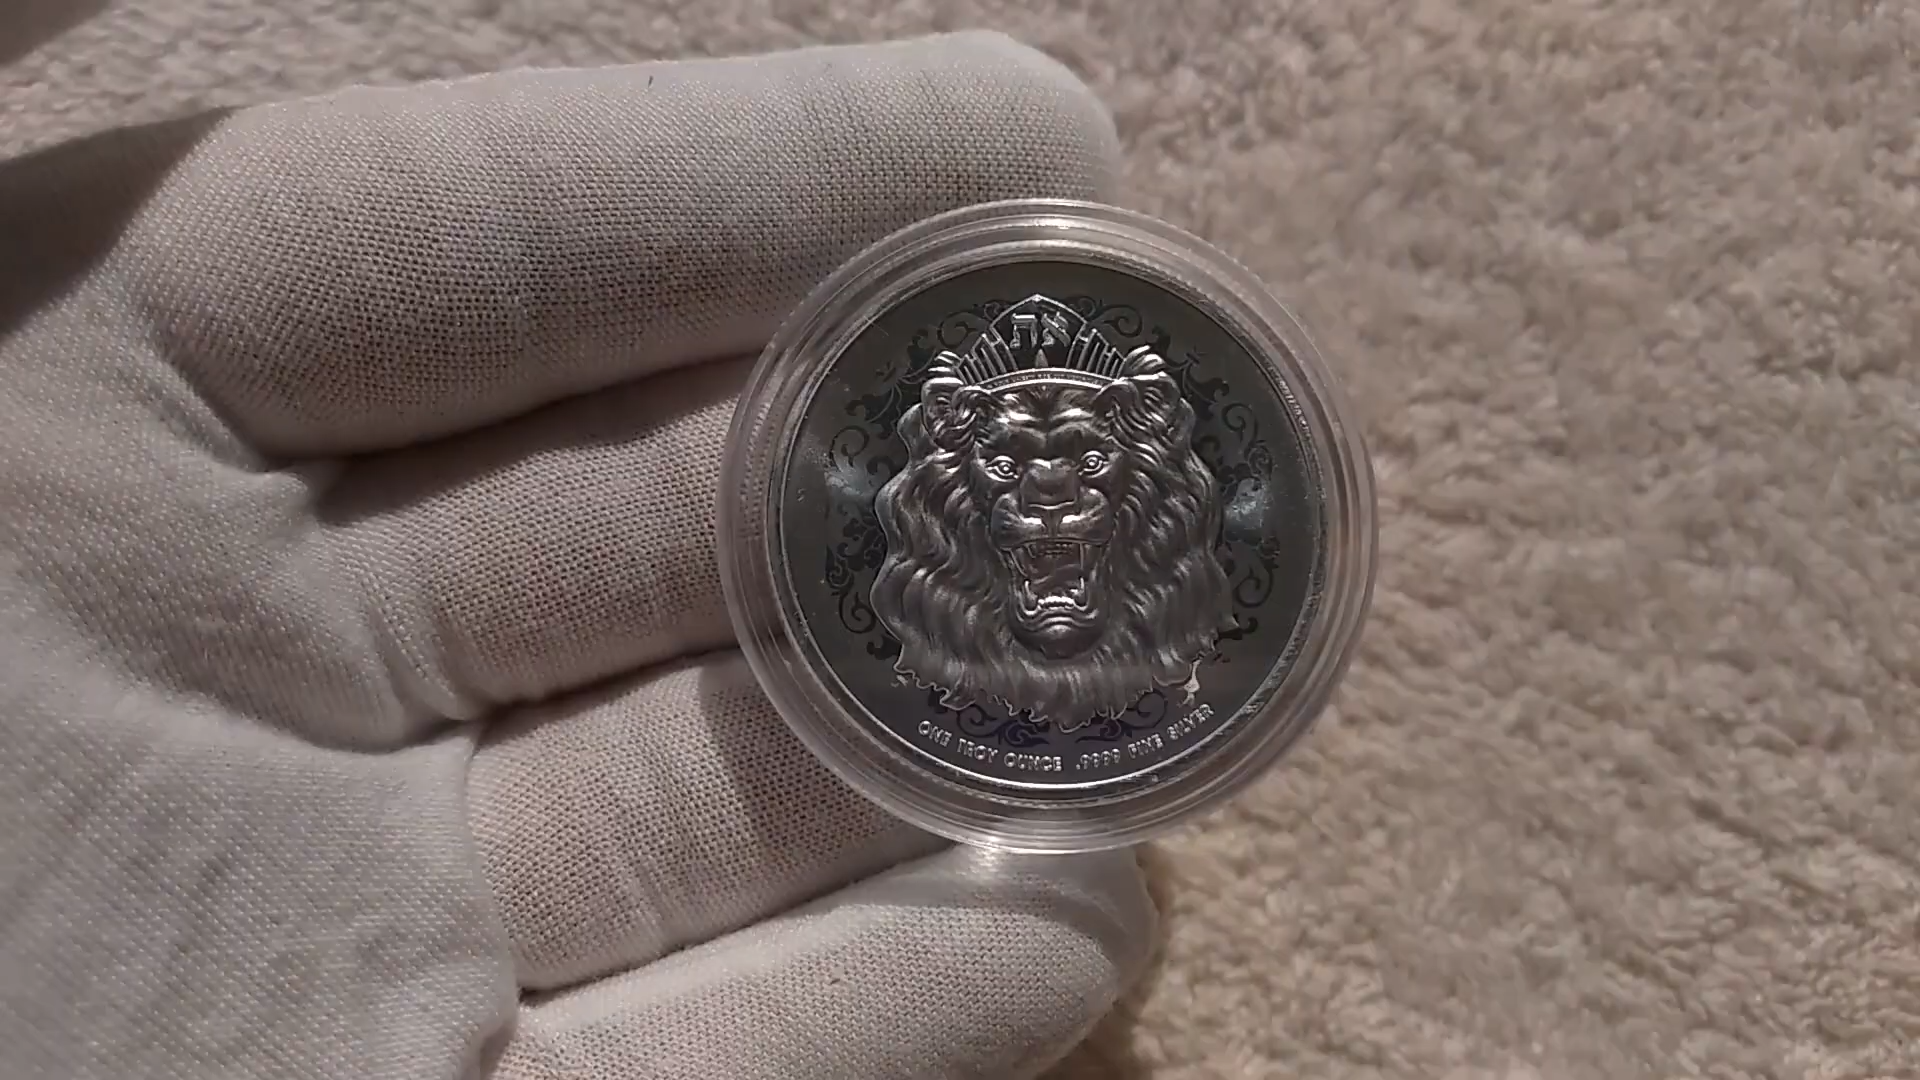 את
ONE TROY OUNCE .9999 FINE SILVER